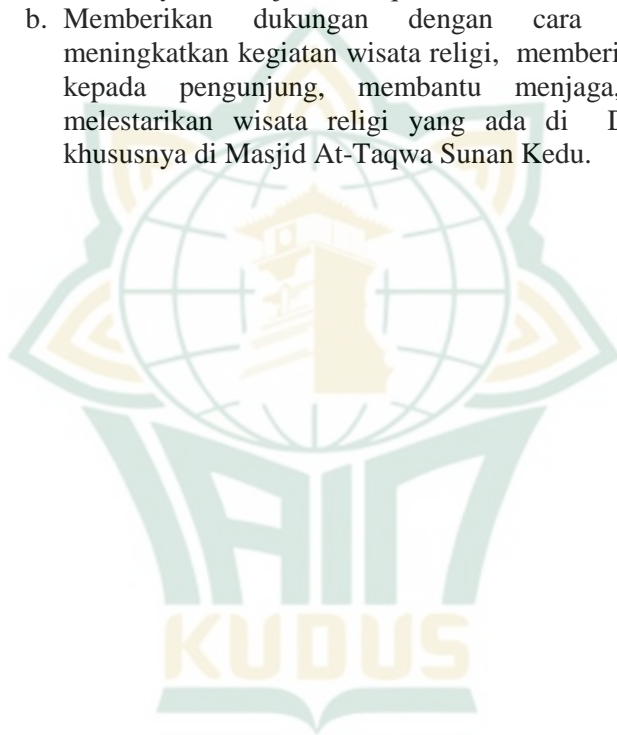 b. Memberikan dukungan dengan cara
meningkatkan kegiatan wisata religi,
kepada pengunjung, membantu menjaga,
melestarikan wisata religi yang ada di
khususnya di Masjid At-Taqwa Sunan Kedu.
IAIN
KUDUS